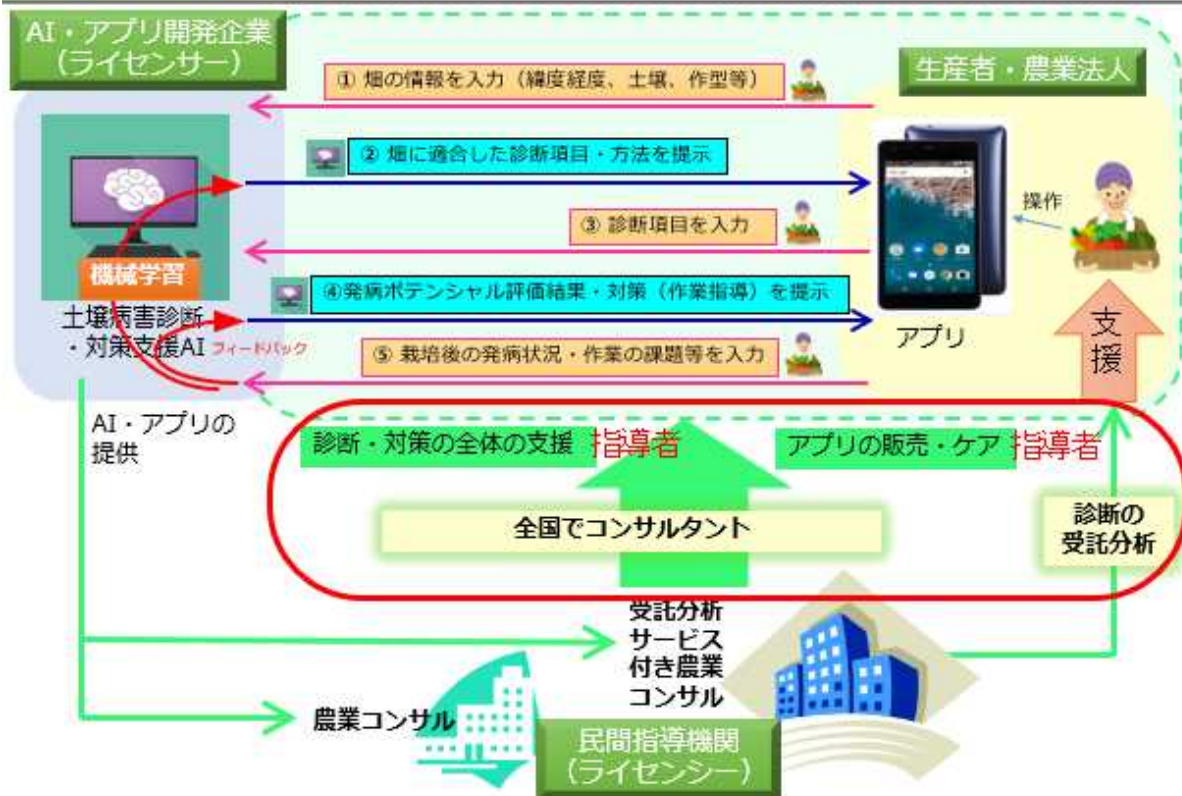 AI・アプリ開発企業
（ライセンサー）
生産者・農業法人
① 畑の情報を入力（緯度経度、土壌、作型等）
② 畑に適合した診断項目・方法を提示
③ 診断項目を入力
④発病ポテンシャル評価結果・対策（作業指導）を提示
⑤ 栽培後の発病状況・作業の課題等を入力
機械学習
土壌病害診断
・対策支援AI
フィードバック
操作
アプリ
支援
AI・アプリの
提供
診断・対策の全体の支援
指導者
アプリの販売・ケア
指導者
全国でコンサルタント
診断の
受託分析
受託分析
サービス
付き農業
コンサル
農業コンサル
民間指導機関
（ライセンシー）